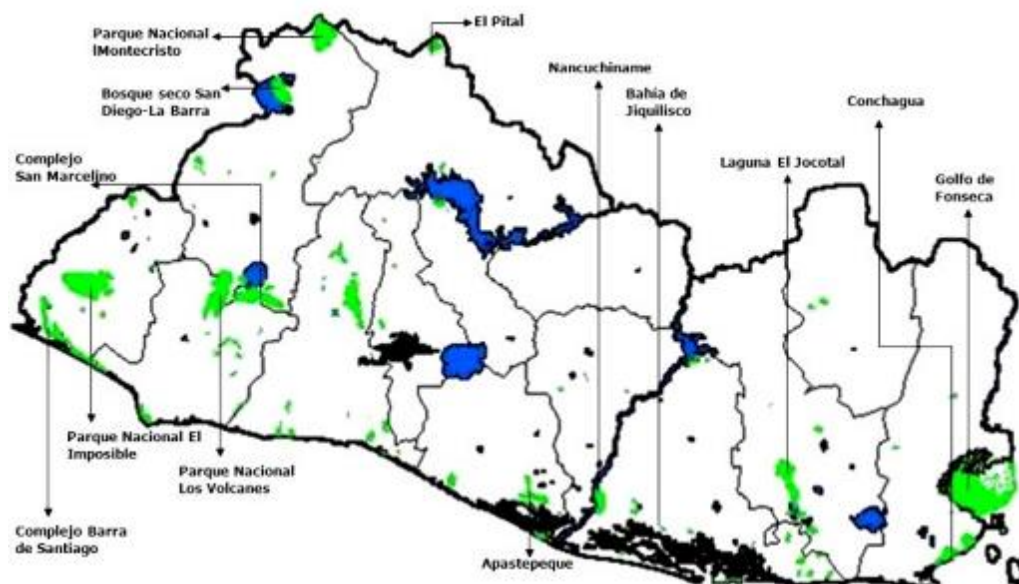 El Pital
Parque Nacional
lMontecristo
Nancuchiname
Bosque seco San
Diego-La Barra
Bahía de
Jiquilisco
Conchagua
Complejo
San Marcelino
Laguna El Jocotal
Golfo de
Fonseca
Parque Nacional El
Imposible
Parque Nacional
Los Volcanes
Complejo Barra
de Santiago
Apastepeque